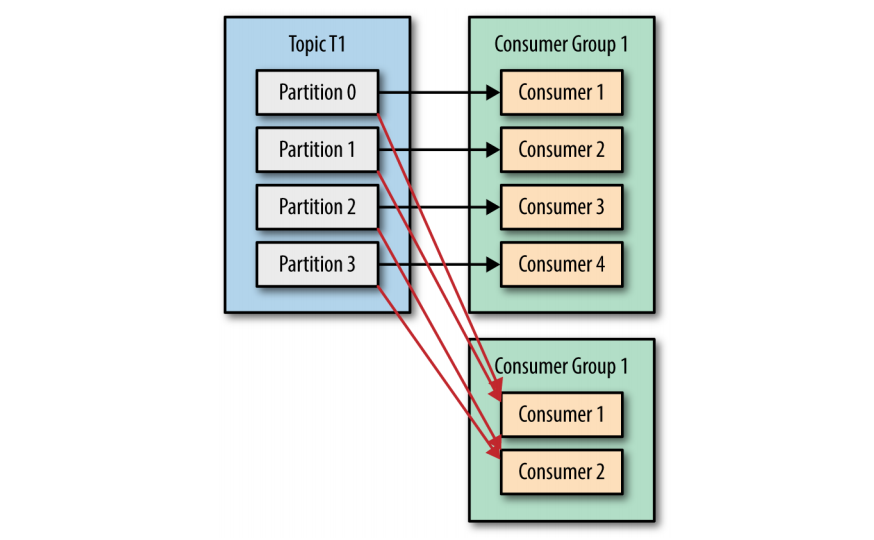 Topic T1
Partition 0
Partition 1
Partition 2
Partition 3
Consumer Group 1
Consumer 1
Consumer 2
Consumer 3
Consumer 4
Consumer Group 1
Consumer 1
Consumer 2